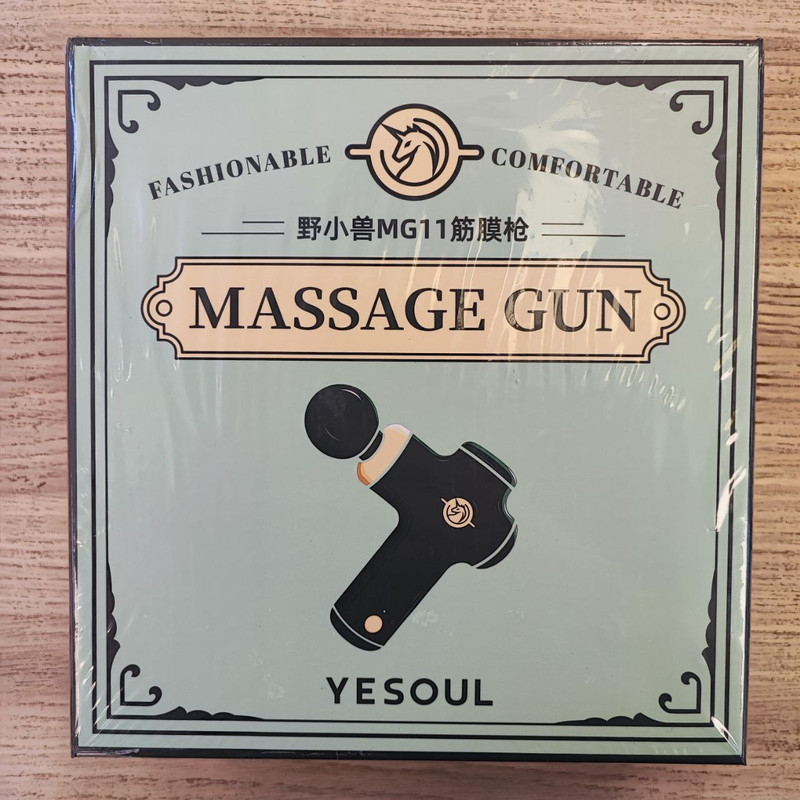 FASHIONABLE COMFORTABLE
野小兽MG11筋膜枪
MASSAGE GUN
YESOUL